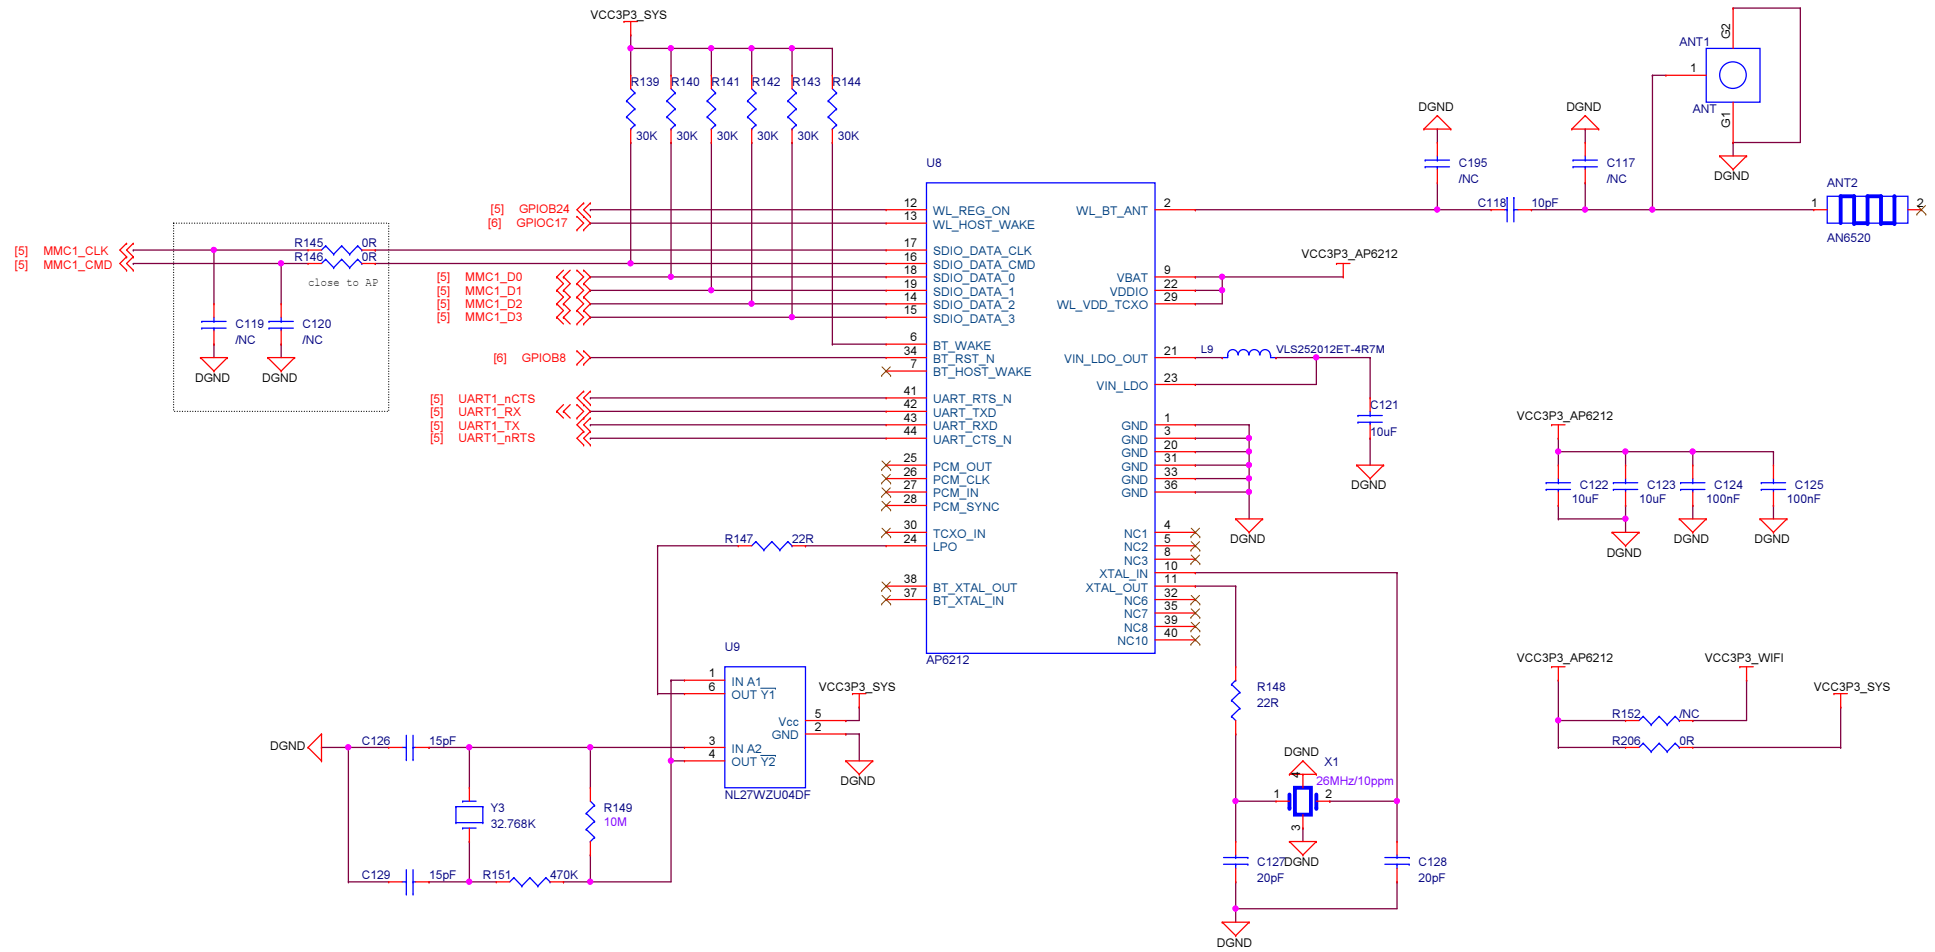 VCC3P3_SYS
R139 R140 R141 R142 R143 R144
30K 30K 30K 30K 30K 30K
[5] GPIOB24
[6] GPIOC17
[5] MMC1_CLK
[5] MMC1_CMD
R145 0R
R146 0R
close to AP
C119
/NC
C120
/NC
DGND DGND
[5] MMC1_D0
[5] MMC1_D1
[5] MMC1_D2
[5] MMC1_D3
[6] GPIOB8
[5] UART1_nCTS
[5] UART1_RX
[5] UART1_TX
[5] UART1_nRTS
U8
12 WL_REG_ON
13 WL_HOST_WAKE
17 SDIO_DATA_CLK
16 SDIO_DATA_CMD
18 SDIO_DATA_0
19 SDIO_DATA_1
14 SDIO_DATA_2
15 SDIO_DATA_3
6 BT_WAKE
34 BT_RST_N
7 BT_HOST_WAKE
41 UART_RTS_N
42 UART_TXD
43 UART_RXD
44 UART_CTS_N
25 PCM_OUT
26 PCM_CLK
27 PCM_IN
28 PCM_SYNC
30 TCXO_IN
24 LPO
38 BT_XTAL_OUT
37 BT_XTAL_IN
AP6212
WL_BT_ANT 2
VBAT 9
VDDIO 22
WL_VDD_TCXO 29
VIN_LDO_OUT 21
VIN_LDO 23
GND 1
GND 3
GND 20
GND 31
GND 33
GND 36
NC1 4
NC2 5
NC3 8
XTAL_IN 10
XTAL_OUT 11
NC6 32
NC7 35
NC8 39
NC10 40
VCC3P3_AP6212
L9 VLS252012ET-4R7M
C121
10uF
DGND
DGND
DGND
C195
/NC
C118 10pF
DGND
C117
/NC
ANT1
1
G2
ANT
G1
DGND
ANT2
1 2
AN6520
VCC3P3_AP6212
C122
10uF
C123
10uF
C124
100nF
C125
100nF
DGND DGND DGND
VCC3P3_AP6212 VCC3P3_WIFI
VCC3P3_SYS
R152 /NC
R206 0R
R147 22R
U9
1 IN A1
6 OUT Y1
Vcc 5
GND 2
3 IN A2
4 OUT Y2
NL27WZU04DF
VCC3P3_SYS
DGND
DGND
C126 15pF
Y3
32.768K
R149
10M
C129 15pF
R151 470K
R148
22R
DGND
X1
26MHz/10ppm
4
1 2
3
DGND
C127
20pF
C128
20pF
DGND